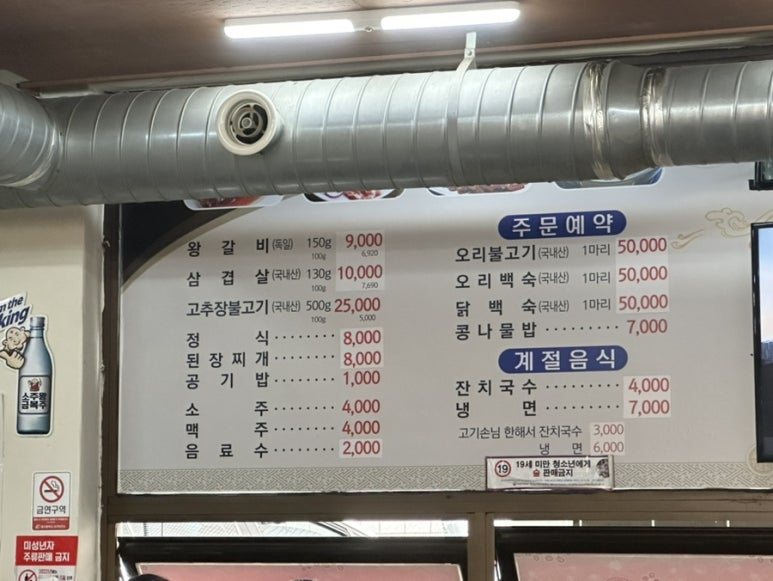 왕갈비(독일) 150g 9,000
100g 6,920
삼겹살(국내산) 130g 10,000
100g 7,690
고추장불고기(국내산) 500g 25,000
100g 5,000
정식 ········· 8,000
된장찌개 ········ 8,000
공기밥 ········ 1,000
소주 ········· 4,000
맥주 ········· 4,000
음료수 ········ 2,000
주문예약
오리불고기(국내산) 1마리 50,000
오리백숙(국내산) 1마리 50,000
닭백숙(국내산) 1마리 50,000
콩나물밥 ·········· 7,000
계절음식
잔치국수 ·········· 4,000
냉면 ·········· 7,000
고기손님 한해서 잔치국수 3,000
냉면 6,000
19 19세 미만 청소년에게
술 판매금지
king
소주왕
금복주
금연구역
미성년자
주류판매 금지